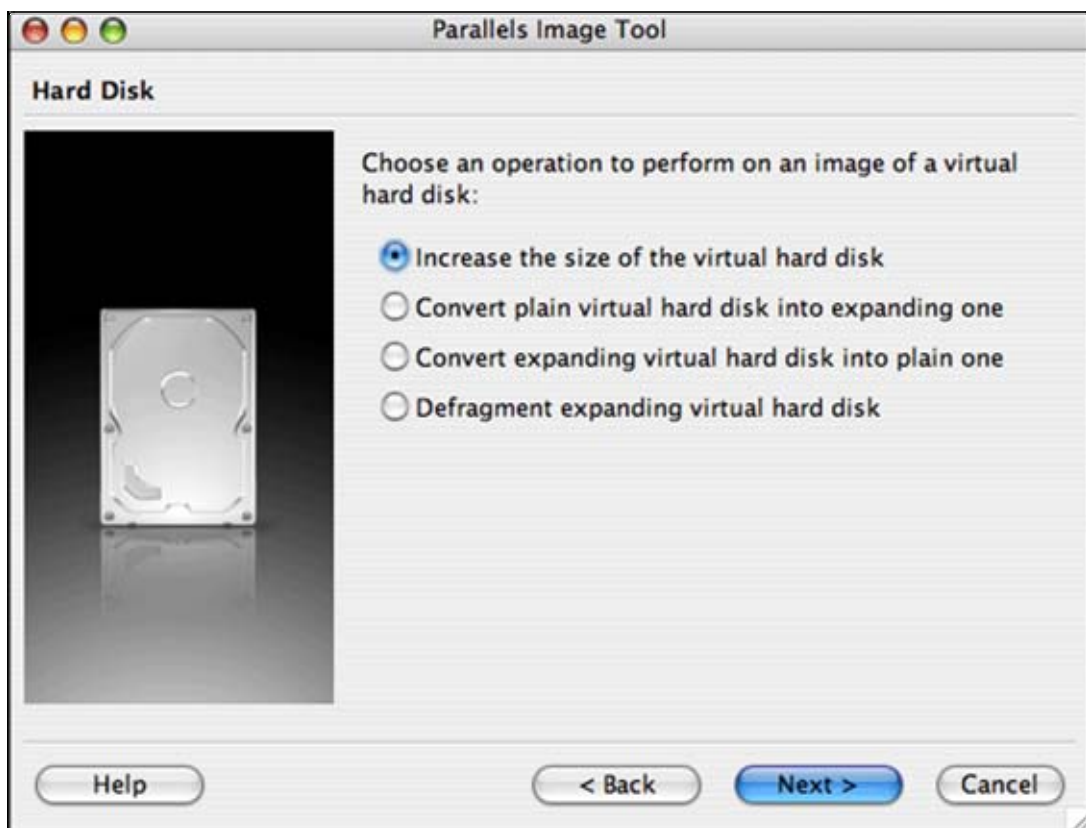 Parallels Image Tool
Hard Disk
Choose an operation to perform on an image of a virtual
hard disk:
Increase the size of the virtual hard disk
Convert plain virtual hard disk into expanding one
Convert expanding virtual hard disk into plain one
Defragment expanding virtual hard disk
Help
< Back
Next >
Cancel